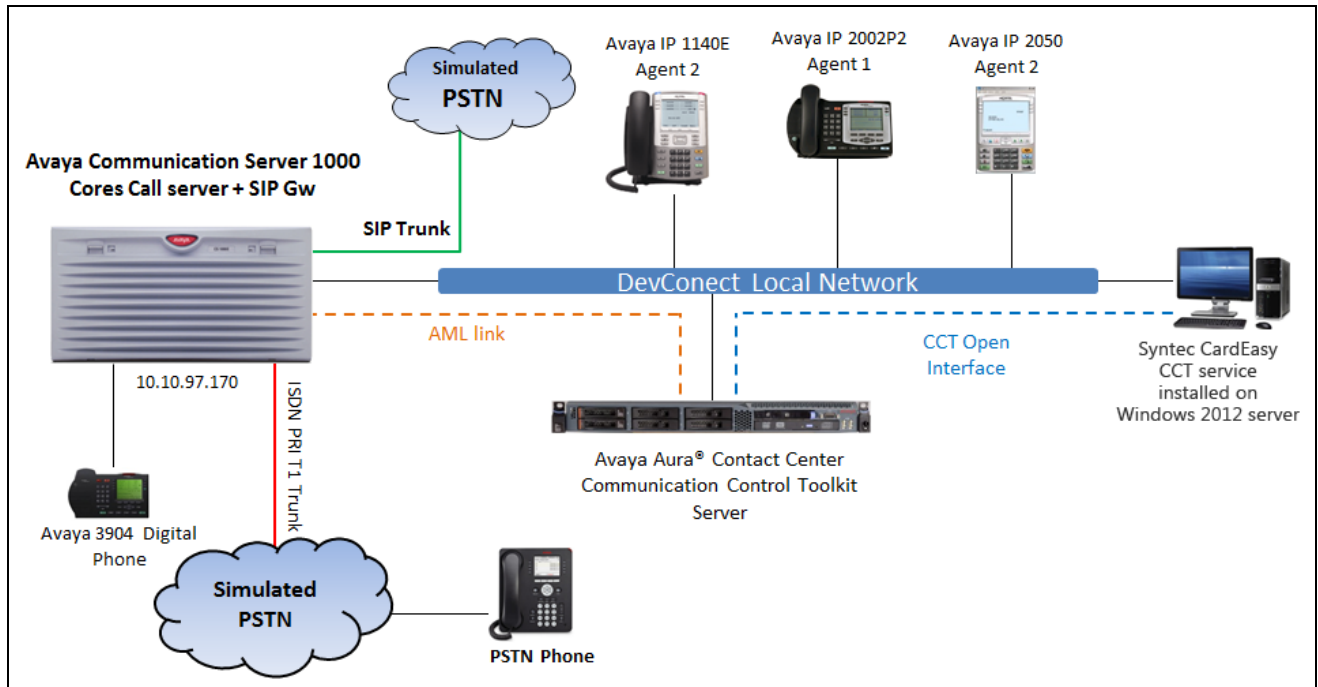 Simulated
PSTN
Avaya IP 1140E
Agent 2
Avaya IP 2002P2
Agent 1
Avaya IP 2050
Agent 2
Avaya Communication Server 1000
Cores Call server + SIP Gw
AVAYA
SIP Trunk
DevConect Local Network
AML link
CCT Open
Interface
Syntec CardEasy
CCT service
installed on
Windows 2012 server
10.10.97.170
ISDN PRI T1 Trunk
Avaya Aura® Contact Center
Communication Control Toolkit
Server
Avaya 3904 Digital
Phone
Simulated
PSTN
PSTN Phone